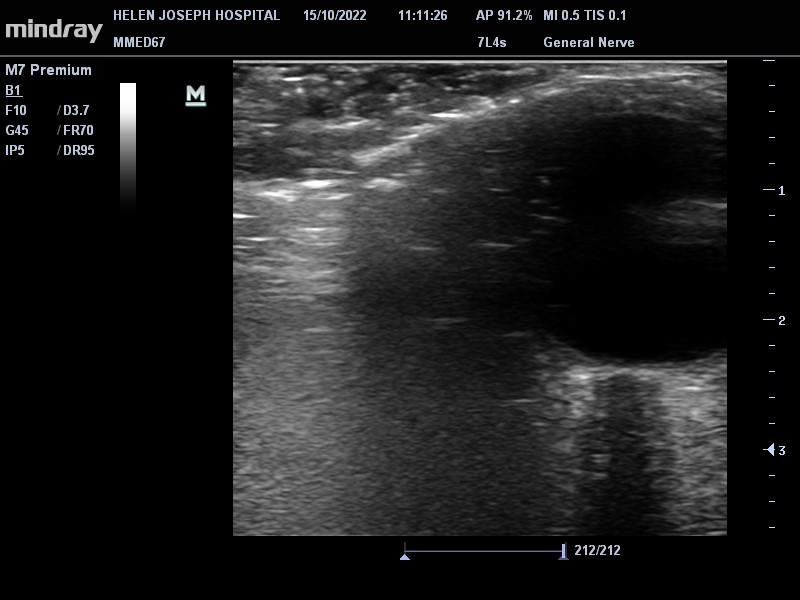 mindray
HELEN JOSEPH HOSPITAL 15/10/2022 11:11:26 AP 91.2% MI 0.5 TIS 0.1
MMED67 7L4s General Nerve
M7 Premium
B1
F10 / D3.7
G45 / FR70
IP5 / DR95
M
1
2
3
212/212